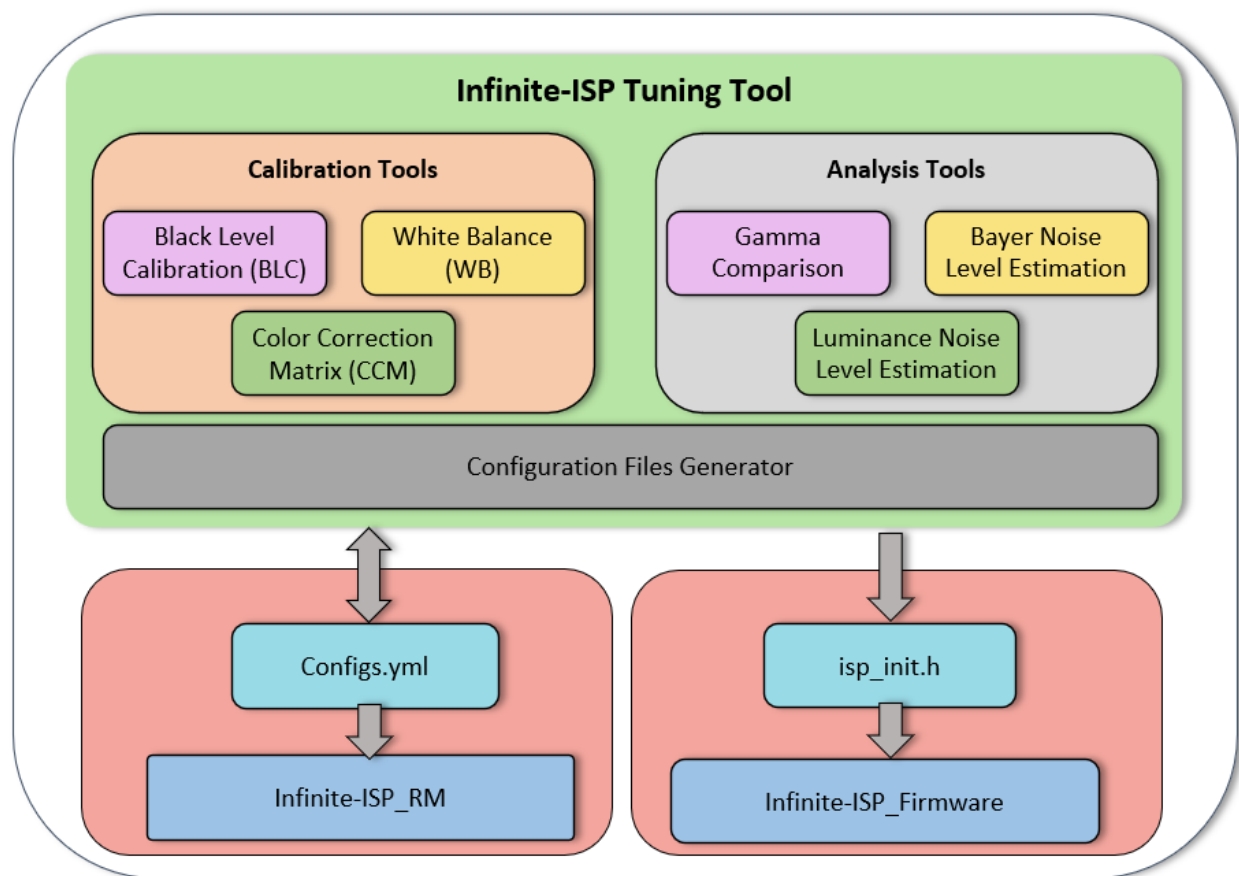 Infinite-ISP Tuning Tool
Calibration Tools
Black Level
Calibration (BLC)
White Balance
(WB)
Color Correction
Matrix (CCM)
Analysis Tools
Gamma
Comparison
Bayer Noise
Level Estimation
Luminance Noise
Level Estimation
Configuration Files Generator
Configs.yml
Infinite-ISP_RM
isp_init.h
Infinite-ISP_Firmware